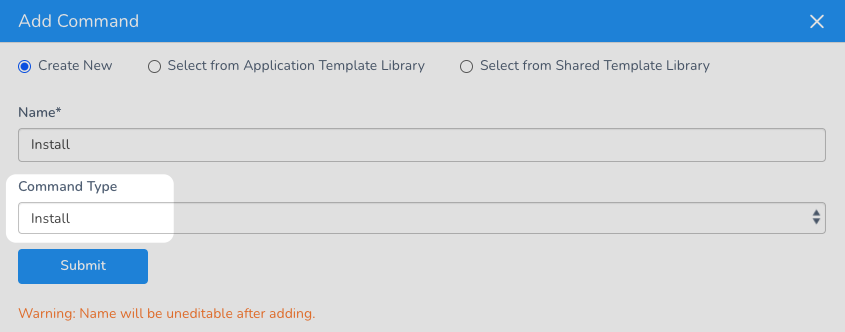 Add Command
Create New Select from Application Template Library Select from Shared Template Library
Name*
Install
Command Type
Install
Submit
Warning: Name will be uneditable after adding.